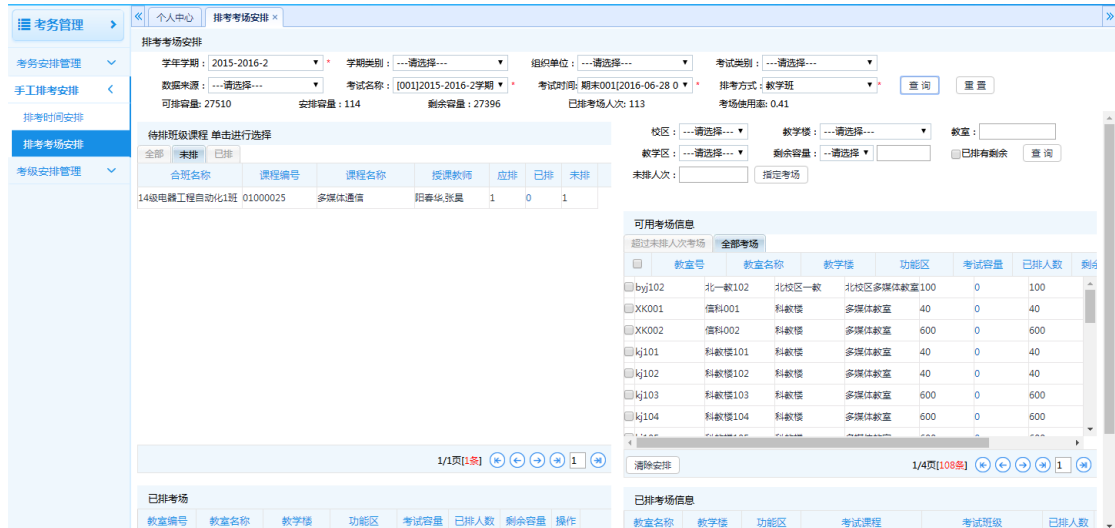 考务管理
考务安排管理
手工排考安排
排考时间安排
排考考场安排
考级安排管理
个人中心 排考考场安排 ×
排考考场安排
学年学期： 2015-2016-2 * 学期类别： ---请选择--- 组织单位： ---请选择--- 考试类别： ---请选择---
数据来源： ---请选择--- 考试名称： [001]2015-2016-2学期 * 考试时间: 期末001[2016-06-28 0 * 排考方式： 教学班 * 查询 重置
可排容量: 27510 安排容量：114 剩余容量：27396 已排考场人次: 113 考场使用率: 0.41
待排班级课程 单击进行选择
全部 未排 已排
合班名称 课程编号 课程名称 授课教师 应排 已排 未排
14级电器工程自动化1班 01000025 多媒体通信 阳春华,张昊 1 0 1
1/1页[1条] 1
已排考场
教室编号 教室名称 教学楼 功能区 考试容量 已排人数 剩余容量 操作
校区： ---请选择--- 教学楼： ---请选择--- 教室：
教学区： ---请选择--- 剩余容量： --请选择 已排有剩余 查询
未排人次： 指定考场
可用考场信息
超过未排人次考场 全部考场
教室号 教室名称 教学楼 功能区 考试容量 已排人数 剩余
byj102 北一教102 北校区一教 北校区多媒体教室 100 0 100
XK001 信科001 科教楼 多媒体教室 40 0 40
XK002 信科002 科教楼 多媒体教室 600 0 600
kj101 科教楼101 科教楼 多媒体教室 40 0 40
kj102 科教楼102 科教楼 多媒体教室 40 0 40
kj103 科教楼103 科教楼 多媒体教室 600 0 600
kj104 科教楼104 科教楼 多媒体教室 600 0 600
清除安排 1/4页[108条] 1
已排考场信息
教室名称 教学楼 功能区 考试课程 考试班级 已排人数